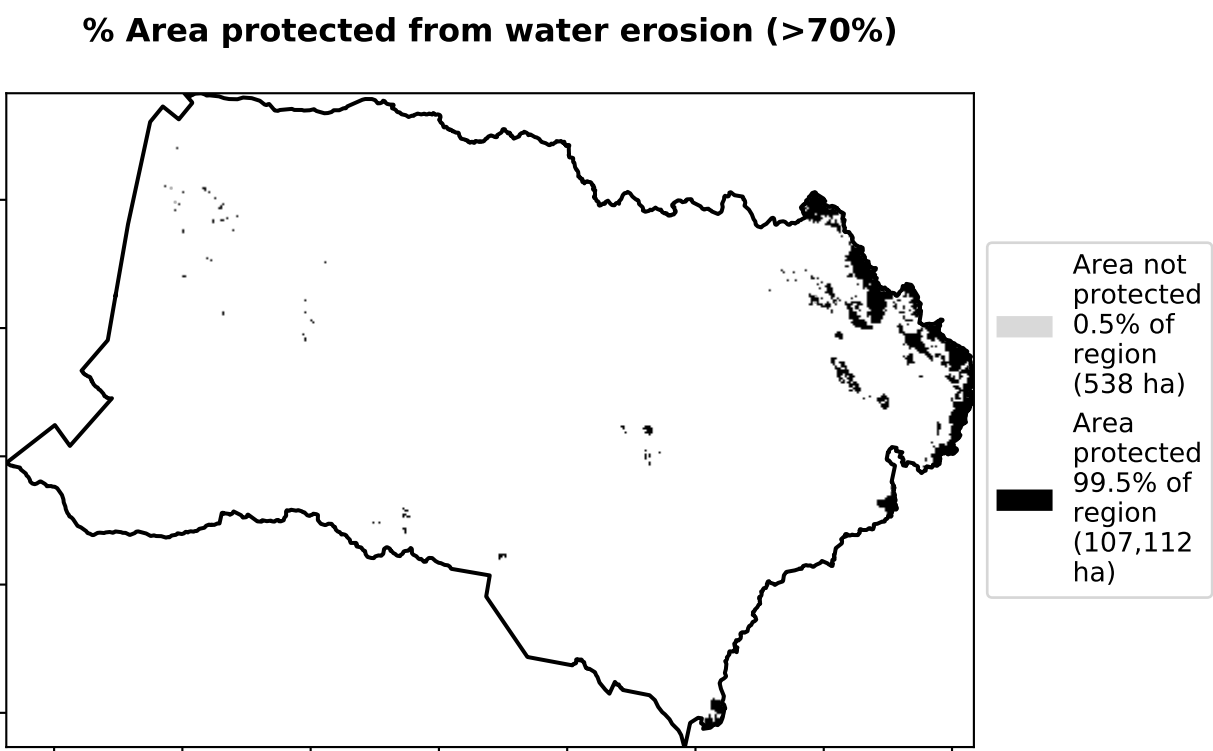 % Area protected from water erosion (>70%)
Area not
protected
0.5% of
region
(538 ha)
Area
protected
99.5% of
region
(107,112
ha)